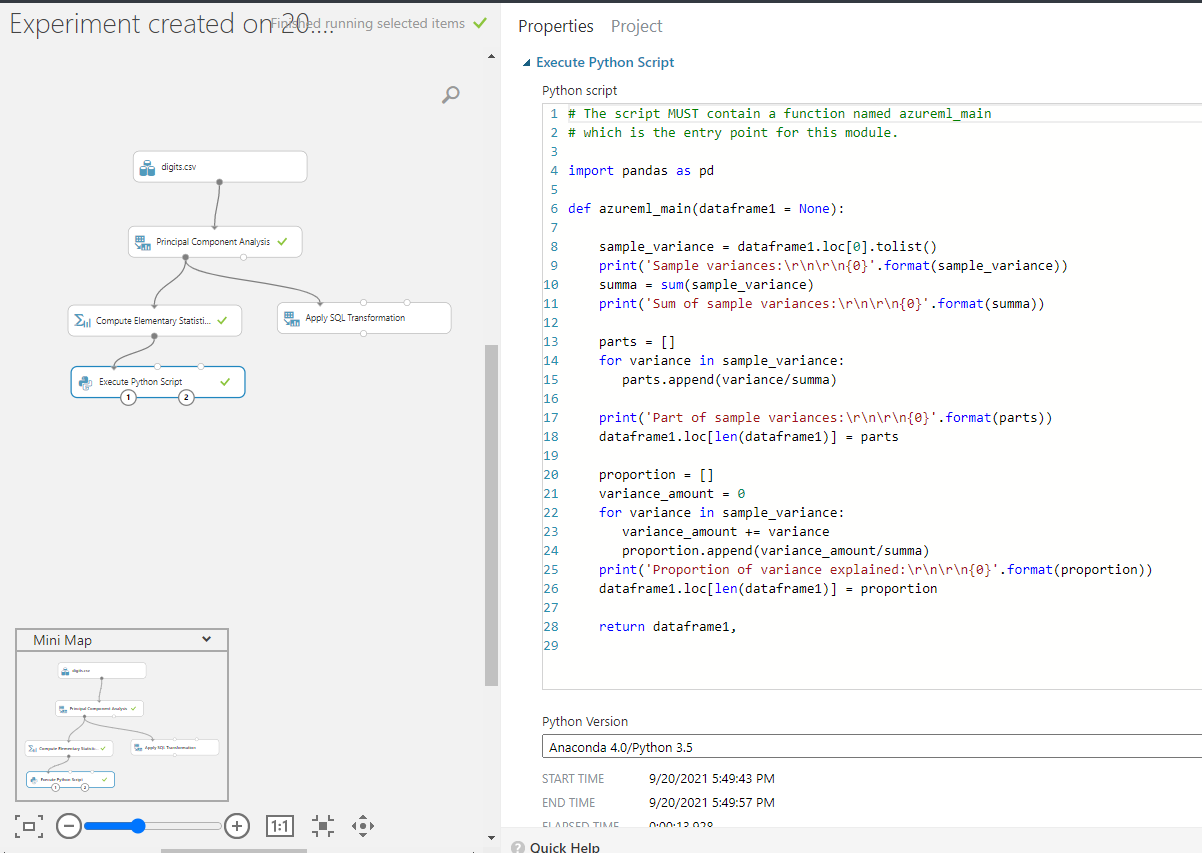 Experiment created on 20....
Finished running selected items
digits.csv
Principal Component Analysis
Compute Elementary Statisti...
Apply SQL Transformation
Execute Python Script
1
2
Mini Map
digits.csv
Principal Component Analysis
Compute Elementary Statisti...
Apply SQL Transformation
Execute Python Script
1
2
1:1
Properties Project
Execute Python Script
Python script
1 # The script MUST contain a function named azureml_main
2 # which is the entry point for this module.
3
4 import pandas as pd
5
6 def azureml_main(dataframe1 = None):
7
8 sample_variance = dataframe1.loc[0].tolist()
9 print('Sample variances:\r\n\r\n{0}'.format(sample_variance))
10 summa = sum(sample_variance)
11 print('Sum of sample variances:\r\n\r\n{0}'.format(summa))
12
13 parts = []
14 for variance in sample_variance:
15 parts.append(variance/summa)
16
17 print('Part of sample variances:\r\n\r\n{0}'.format(parts))
18 dataframe1.loc[len(dataframe1)] = parts
19
20 proportion = []
21 variance_amount = 0
22 for variance in sample_variance:
23 variance_amount += variance
24 proportion.append(variance_amount/summa)
25 print('Proportion of variance explained:\r\n\r\n{0}'.format(proportion))
26 dataframe1.loc[len(dataframe1)] = proportion
27
28 return dataframe1,
29
Python Version
Anaconda 4.0/Python 3.5
START TIME 9/20/2021 5:49:43 PM
END TIME 9/20/2021 5:49:57 PM
ELAPSED TIME 0:00:13.928
Quick Help